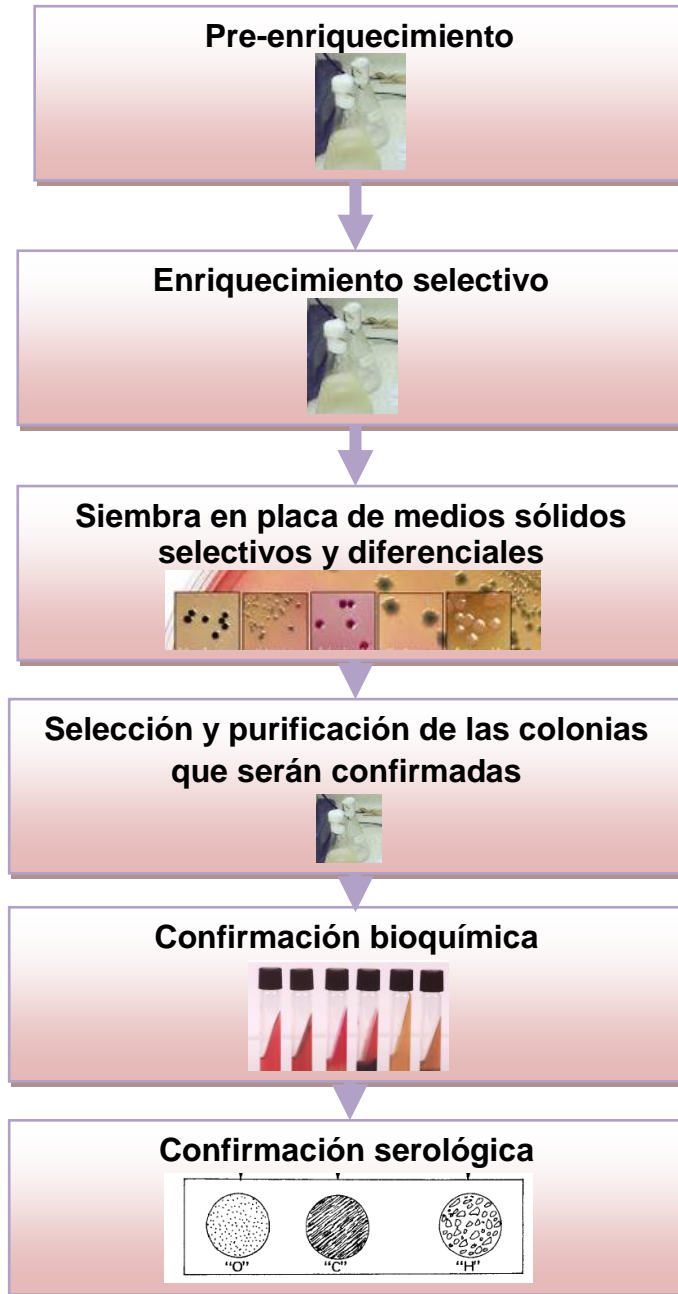 Pre-enriquecimiento
Enriquecimiento selectivo
Siembra en placa de medios sólidos
selectivos y diferenciales
Selección y purificación de las colonias
que serán confirmadas
Confirmación bioquímica
Confirmación serológica
“O” “C” “H”